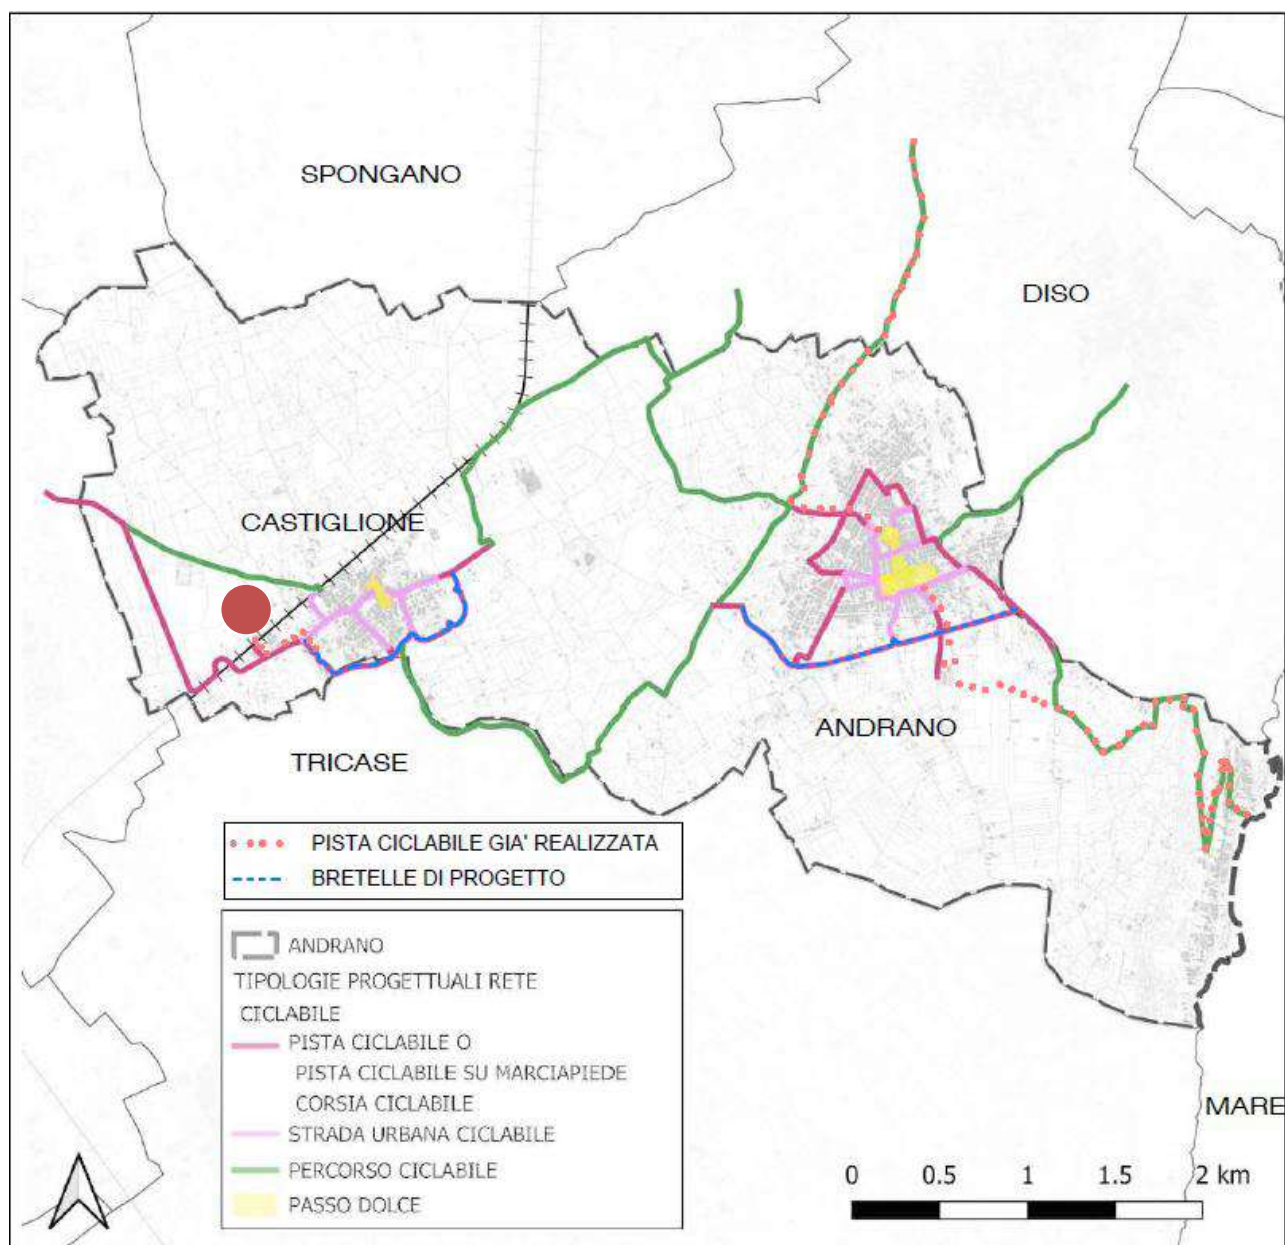 SPONGANO
DISO
CASTIGLIONE
ANDRANO
TRICASE
PISTA CICLABILE GIA' REALIZZATA
BRETELLE DI PROGETTO
ANDRANO
TIPOLOGIE PROGETTUALI RETE
CICLABILE
PISTA CICLABILE O
PISTA CICLABILE SU MARCIAPIEDE
CORSIA CICLABILE
STRADA URBANA CICLABILE
PERCORSO CICLABILE
PASSO DOLCE
MARE
0 0.5 1 1.5 2 km